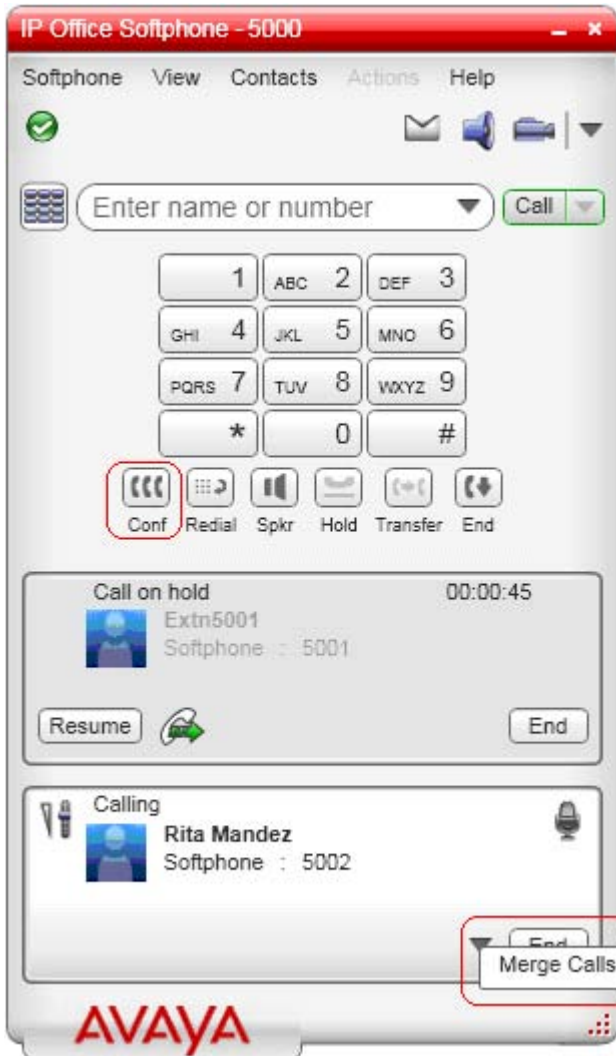 IP Office Softphone - 5000
Softphone View Contacts Actions Help
Enter name or number Call
1 ABC 2 DEF 3
GHI 4 JKL 5 MNO 6
PQRS 7 TUV 8 WXYZ 9
* 0 #
Conf Redial Spkr Hold Transfer End
Call on hold 00:00:45
Extn5001
Softphone : 5001
Resume End
Calling
Rita Mandez
Softphone : 5002
End
Merge Calls
AVAYA